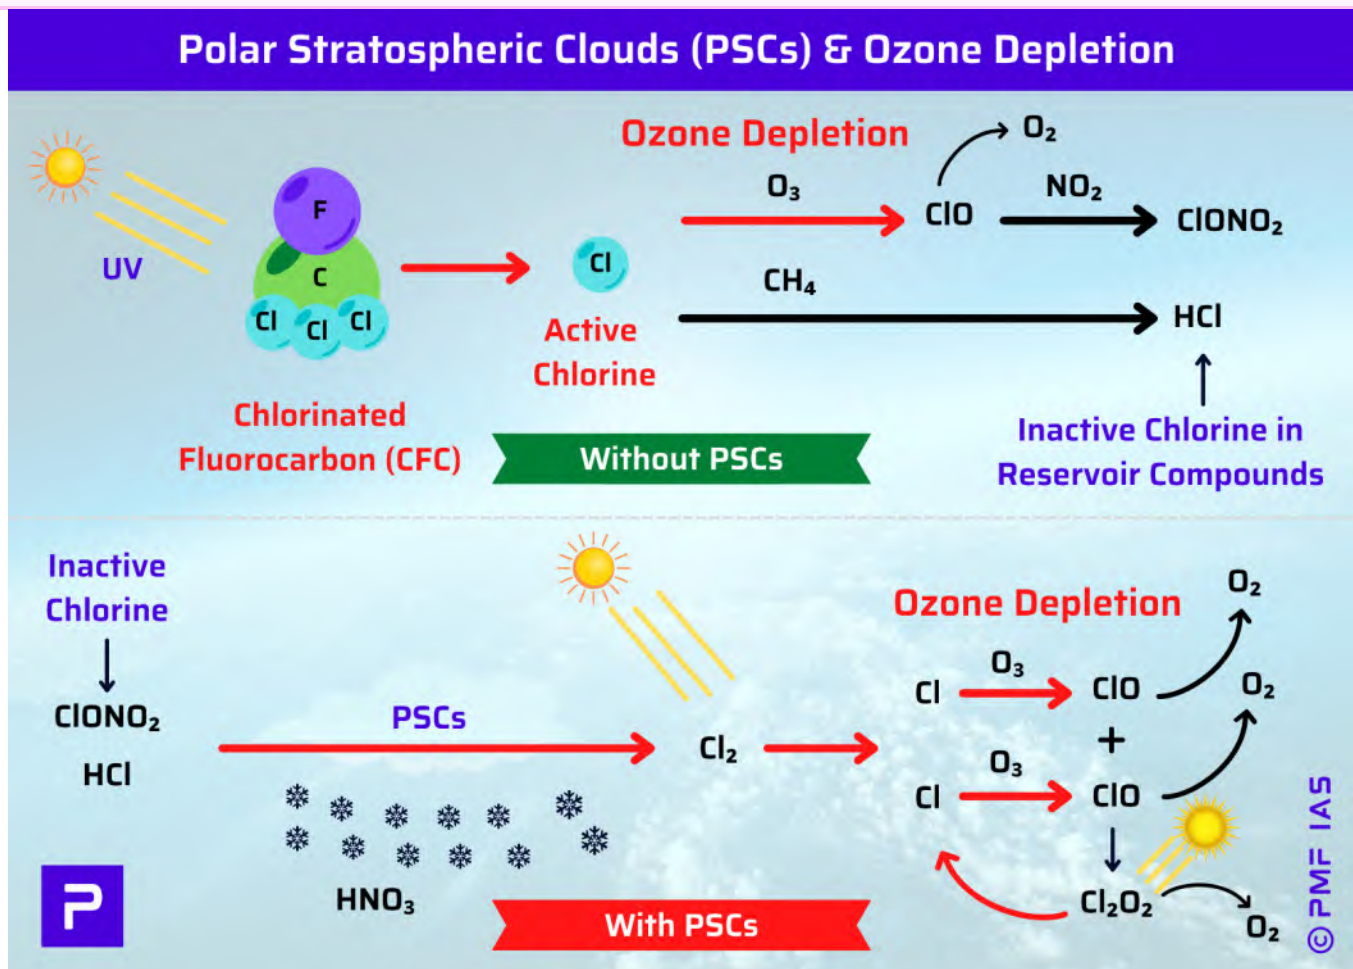 Polar Stratospheric Clouds (PSCs) & Ozone Depletion
UV
F
C
Cl
Cl
Cl
Chlorinated
Fluorocarbon (CFC)
Cl
Active
Chlorine
Ozone Depletion
O₃
ClO
O₂
NO₂
ClONO₂
CH₄
HCl
Inactive Chlorine in
Reservoir Compounds
Without PSCs
Inactive
Chlorine
ClONO₂
HCl
PSCs
HNO₃
Cl₂
Ozone Depletion
Cl
O₃
ClO
O₂
+
Cl
O₃
ClO
O₂
Cl₂O₂
O₂
With PSCs
P
© PMF IAS